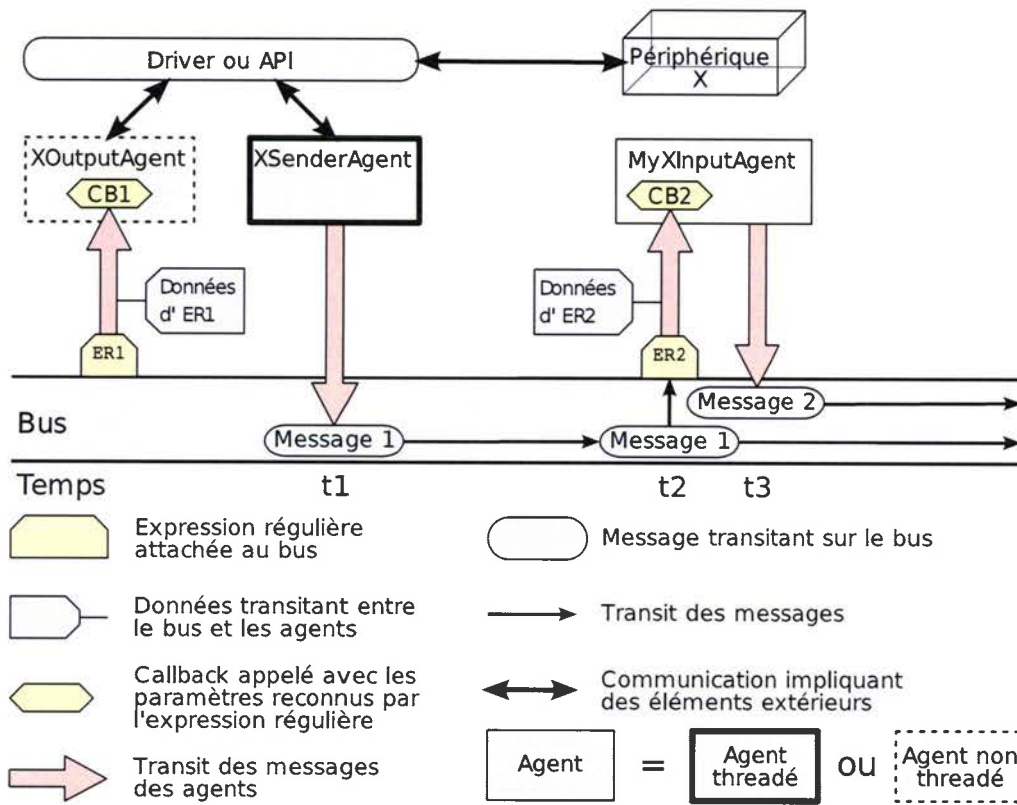 Driver ou API
Périphérique
X
XOutputAgent
CB1
XSenderAgent
MyXInputAgent
CB2
Données
d' ER1
Données
d' ER2
ER1
ER2
Bus
Message 1
Message 1
Message 2
Temps
t1
t2
t3
Expression régulière
attachée au bus
Message transitant sur le bus
Données transitant entre
le bus et les agents
Transit des messages
Callback appelé avec les
paramètres reconnus par
l'expression régulière
Communication impliquant
des éléments extérieurs
Transit des messages
des agents
Agent
=
Agent
threadé
ou
Agent non
threadé